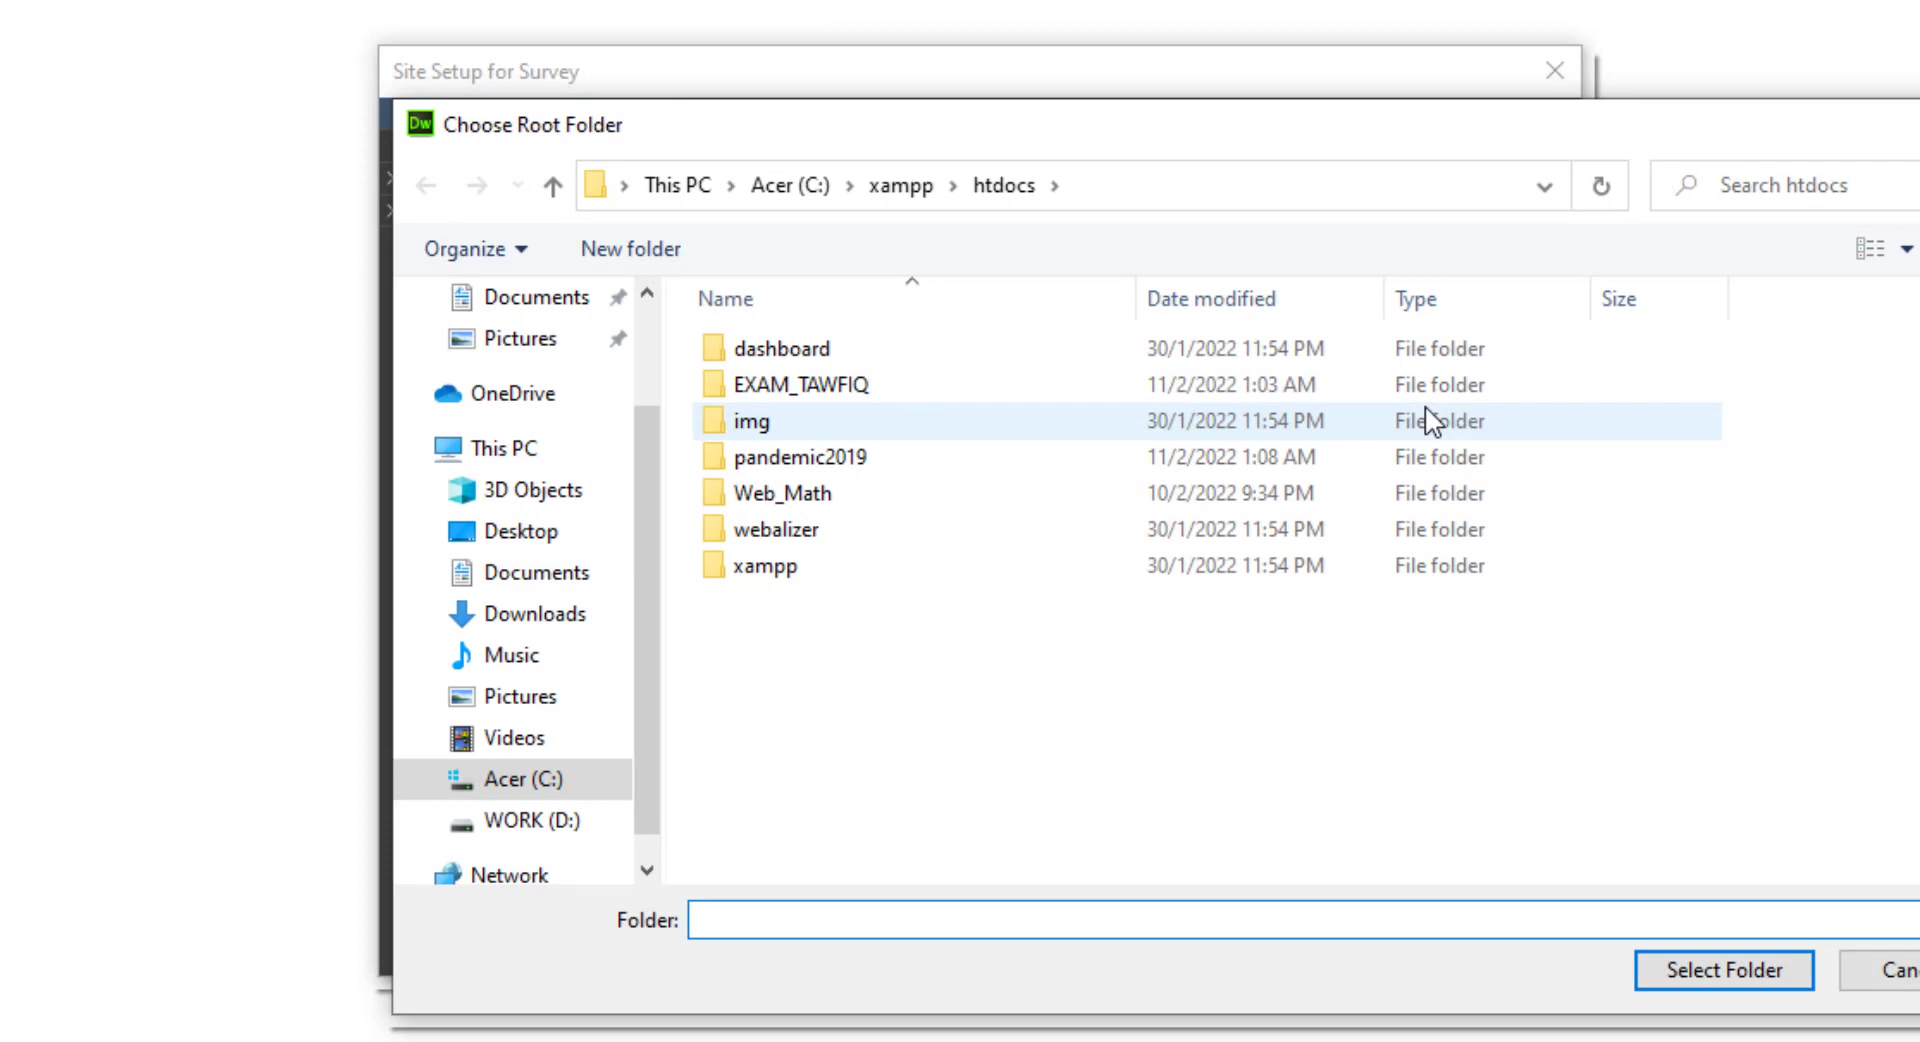 Site Setup for Survey
Dw Choose Root Folder
This PC Acer (C:) xampp htdocs
Search htdocs
Organize New folder
Name Date modified Type Size
Documents
Pictures
OneDrive
This PC
3D Objects
Desktop
Documents
Downloads
Music
Pictures
Videos
Acer (C:)
WORK (D:)
Network
dashboard 30/1/2022 11:54 PM File folder
EXAM_TAWFIQ 11/2/2022 1:03 AM File folder
img 30/1/2022 11:54 PM File folder
pandemic2019 11/2/2022 1:08 AM File folder
Web_Math 10/2/2022 9:34 PM File folder
webalizer 30/1/2022 11:54 PM File folder
xampp 30/1/2022 11:54 PM File folder
Folder:
Select Folder Can